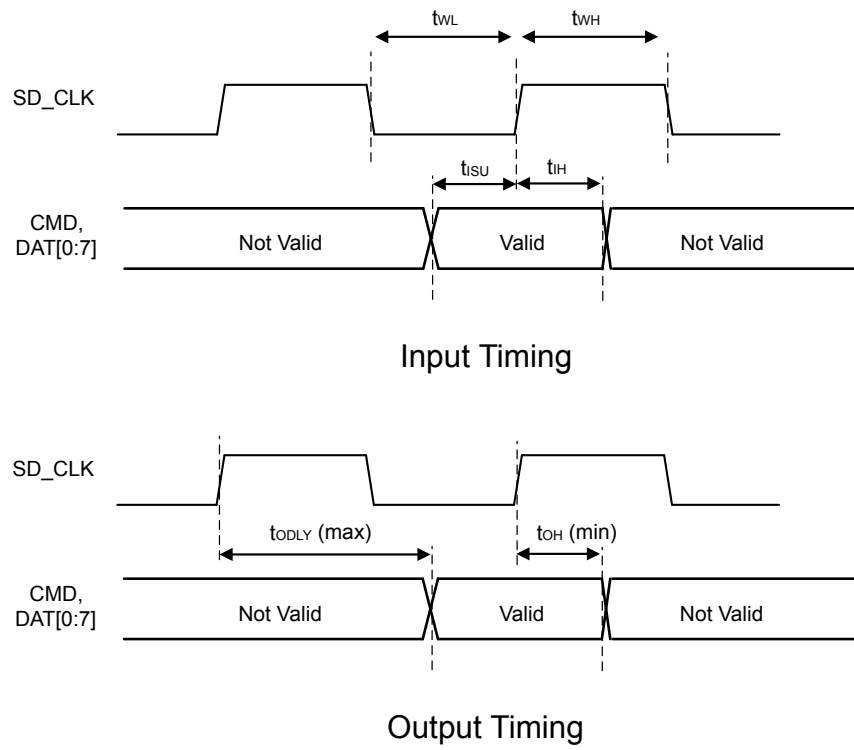 tWL tWH
SD_CLK
tISU tIH
CMD,
DAT[0:7]
Not Valid Valid Not Valid
Input Timing
SD_CLK
tODLY (max) tOH (min)
CMD,
DAT[0:7]
Not Valid Valid Not Valid
Output Timing